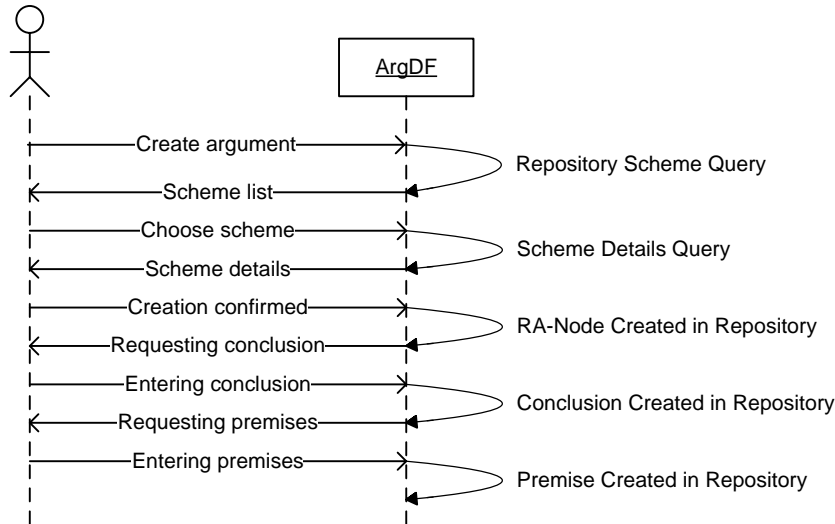 ArgDF
Create argument
Repository Scheme Query
Scheme list
Choose scheme
Scheme Details Query
Scheme details
Creation confirmed
RA-Node Created in Repository
Requesting conclusion
Entering conclusion
Conclusion Created in Repository
Requesting premises
Entering premises
Premise Created in Repository